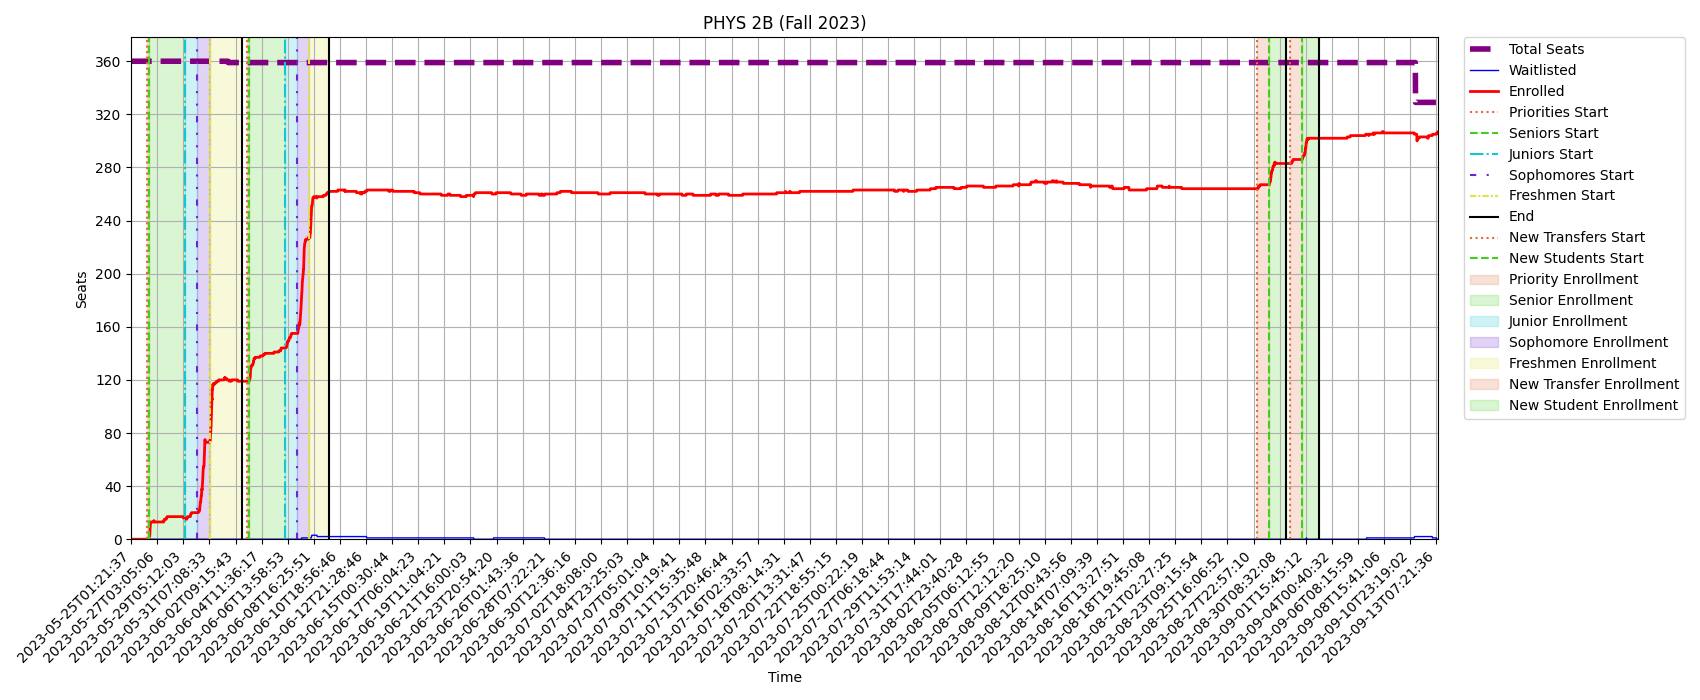 PHYS 2B (Fall 2023)
Seats
360
320
280
240
200
160
120
80
40
0
2023-05-25T01:21:37
2023-05-27T03:05:06
2023-05-29T05:12:03
2023-05-31T07:08:33
2023-06-02T09:15:43
2023-06-04T11:36:17
2023-06-06T13:58:53
2023-06-08T16:25:51
2023-06-10T18:56:46
2023-06-12T21:28:46
2023-06-15T00:30:44
2023-06-17T06:04:23
2023-06-19T11:04:21
2023-06-21T16:00:03
2023-06-23T20:54:20
2023-06-26T01:43:36
2023-06-28T07:22:21
2023-06-30T12:36:16
2023-07-02T18:08:00
2023-07-04T23:25:03
2023-07-07T05:01:04
2023-07-09T10:19:41
2023-07-11T15:35:48
2023-07-13T20:46:44
2023-07-16T02:33:57
2023-07-18T08:14:31
2023-07-20T13:31:47
2023-07-22T18:55:15
2023-07-25T00:22:19
2023-07-27T06:18:44
2023-07-29T11:53:14
2023-07-31T17:44:01
2023-08-02T23:40:28
2023-08-05T06:12:55
2023-08-07T12:12:20
2023-08-09T18:25:10
2023-08-12T00:43:56
2023-08-14T07:09:39
2023-08-16T13:27:51
2023-08-18T19:45:08
2023-08-21T02:27:25
2023-08-23T09:15:54
2023-08-25T16:06:52
2023-08-27T22:57:10
2023-08-30T08:32:08
2023-09-01T15:45:12
2023-09-04T00:40:32
2023-09-06T08:15:59
2023-09-08T15:41:06
2023-09-10T23:19:02
2023-09-13T07:21:36
Time
Total Seats
Waitlisted
Enrolled
Priorities Start
Seniors Start
Juniors Start
Sophomores Start
Freshmen Start
End
New Transfers Start
New Students Start
Priority Enrollment
Senior Enrollment
Junior Enrollment
Sophomore Enrollment
Freshmen Enrollment
New Transfer Enrollment
New Student Enrollment